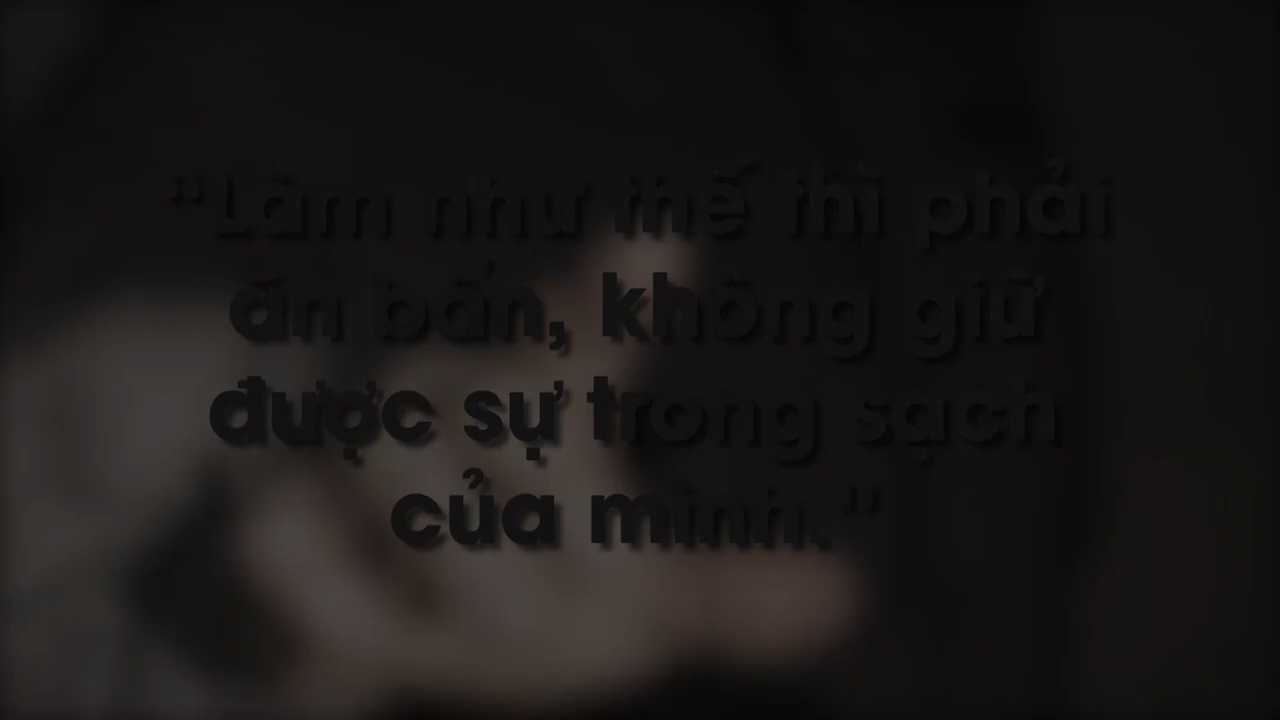 "Làm như thế thì phải
ăn bẩn, không giữ
được sự trong sạch
của mình."